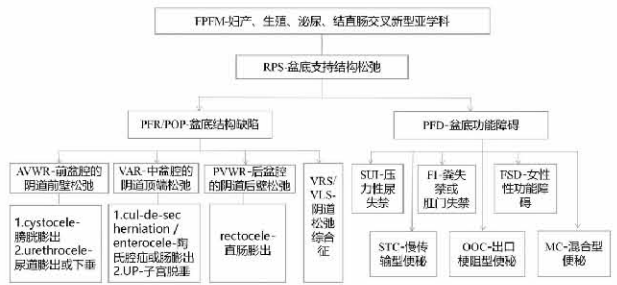 FPFM-妇产、生殖、泌尿、结直肠交叉新型亚学科
RPS-盆底支持结构松弛
PFR/POP-盆底结构缺陷
PFD-盆底功能障碍
AVWR-前盆腔的
阴道前壁松弛
VAR-中盆腔的
阴道顶端松弛
PVWR-后盆腔
的阴道后壁松弛
VRS/
VLS-
阴道
松弛
综合
征
SUI-压
力性尿
失禁
FI-粪失
禁或
肛门失禁
FSD-女性
性功能障
碍
1.cystocele-
膀胱膨出
2.urethrocele-
尿道膨出或下垂
1.cul-de-sec
herniation /
enterocele-陶
氏腔疝或肠膨出
2.UP-子宫脱垂
rectocele-
直肠膨出
STC-慢传
输型便秘
OOC-出口
梗阻型便秘
MC-混合型
便秘